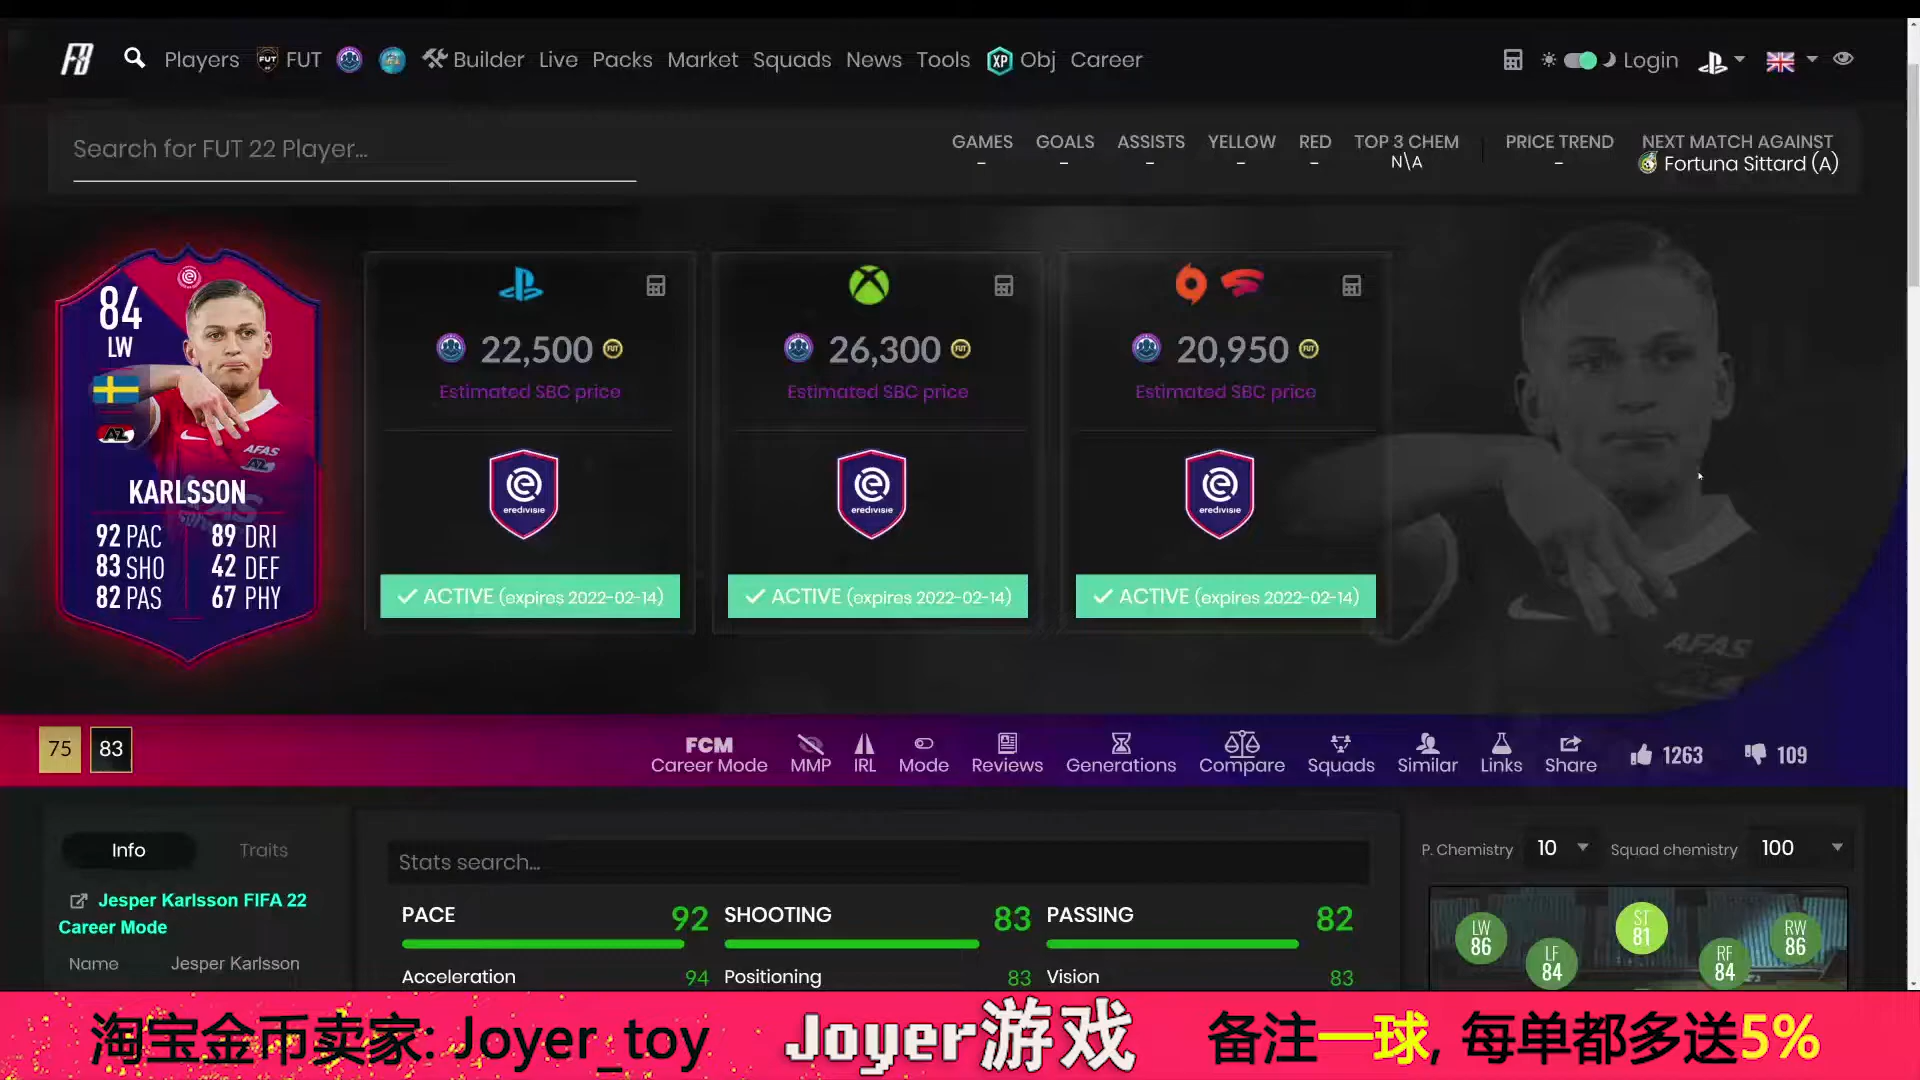 Players FUT Builder Live Packs Market Squads News Tools XP Obj Career Login
Search for FUT 22 Player...
GAMES GOALS ASSISTS YELLOW RED TOP 3 CHEM PRICE TREND NEXT MATCH AGAINST
- - - - - N\A - Fortuna Sittard (A)
84
LW
AZ
AFAS
AZ
KARLSSON
92 PAC 89 DRI
83 SHO 42 DEF
82 PAS 67 PHY
22,500
Estimated SBC price
eredivisie
ACTIVE (expires 2022-02-14)
26,300
Estimated SBC price
eredivisie
ACTIVE (expires 2022-02-14)
20,950
Estimated SBC price
eredivisie
ACTIVE (expires 2022-02-14)
AFAS
75 83
FCM
Career Mode MMP IRL Mode Reviews Generations Compare Squads Similar Links Share 1263 109
Info Traits
Jesper Karlsson FIFA 22
Career Mode
Name Jesper Karlsson
Stats search...
PACE 92 SHOOTING 83 PASSING 82
Acceleration 94 Positioning 83 Vision 83
P. Chemistry 10 Squad chemistry 100
LW 86
LF 84
ST 81
RF 84
RW 86
淘宝金币卖家: Joyer_toy Joyer游戏 备注一球, 每单都多送5%